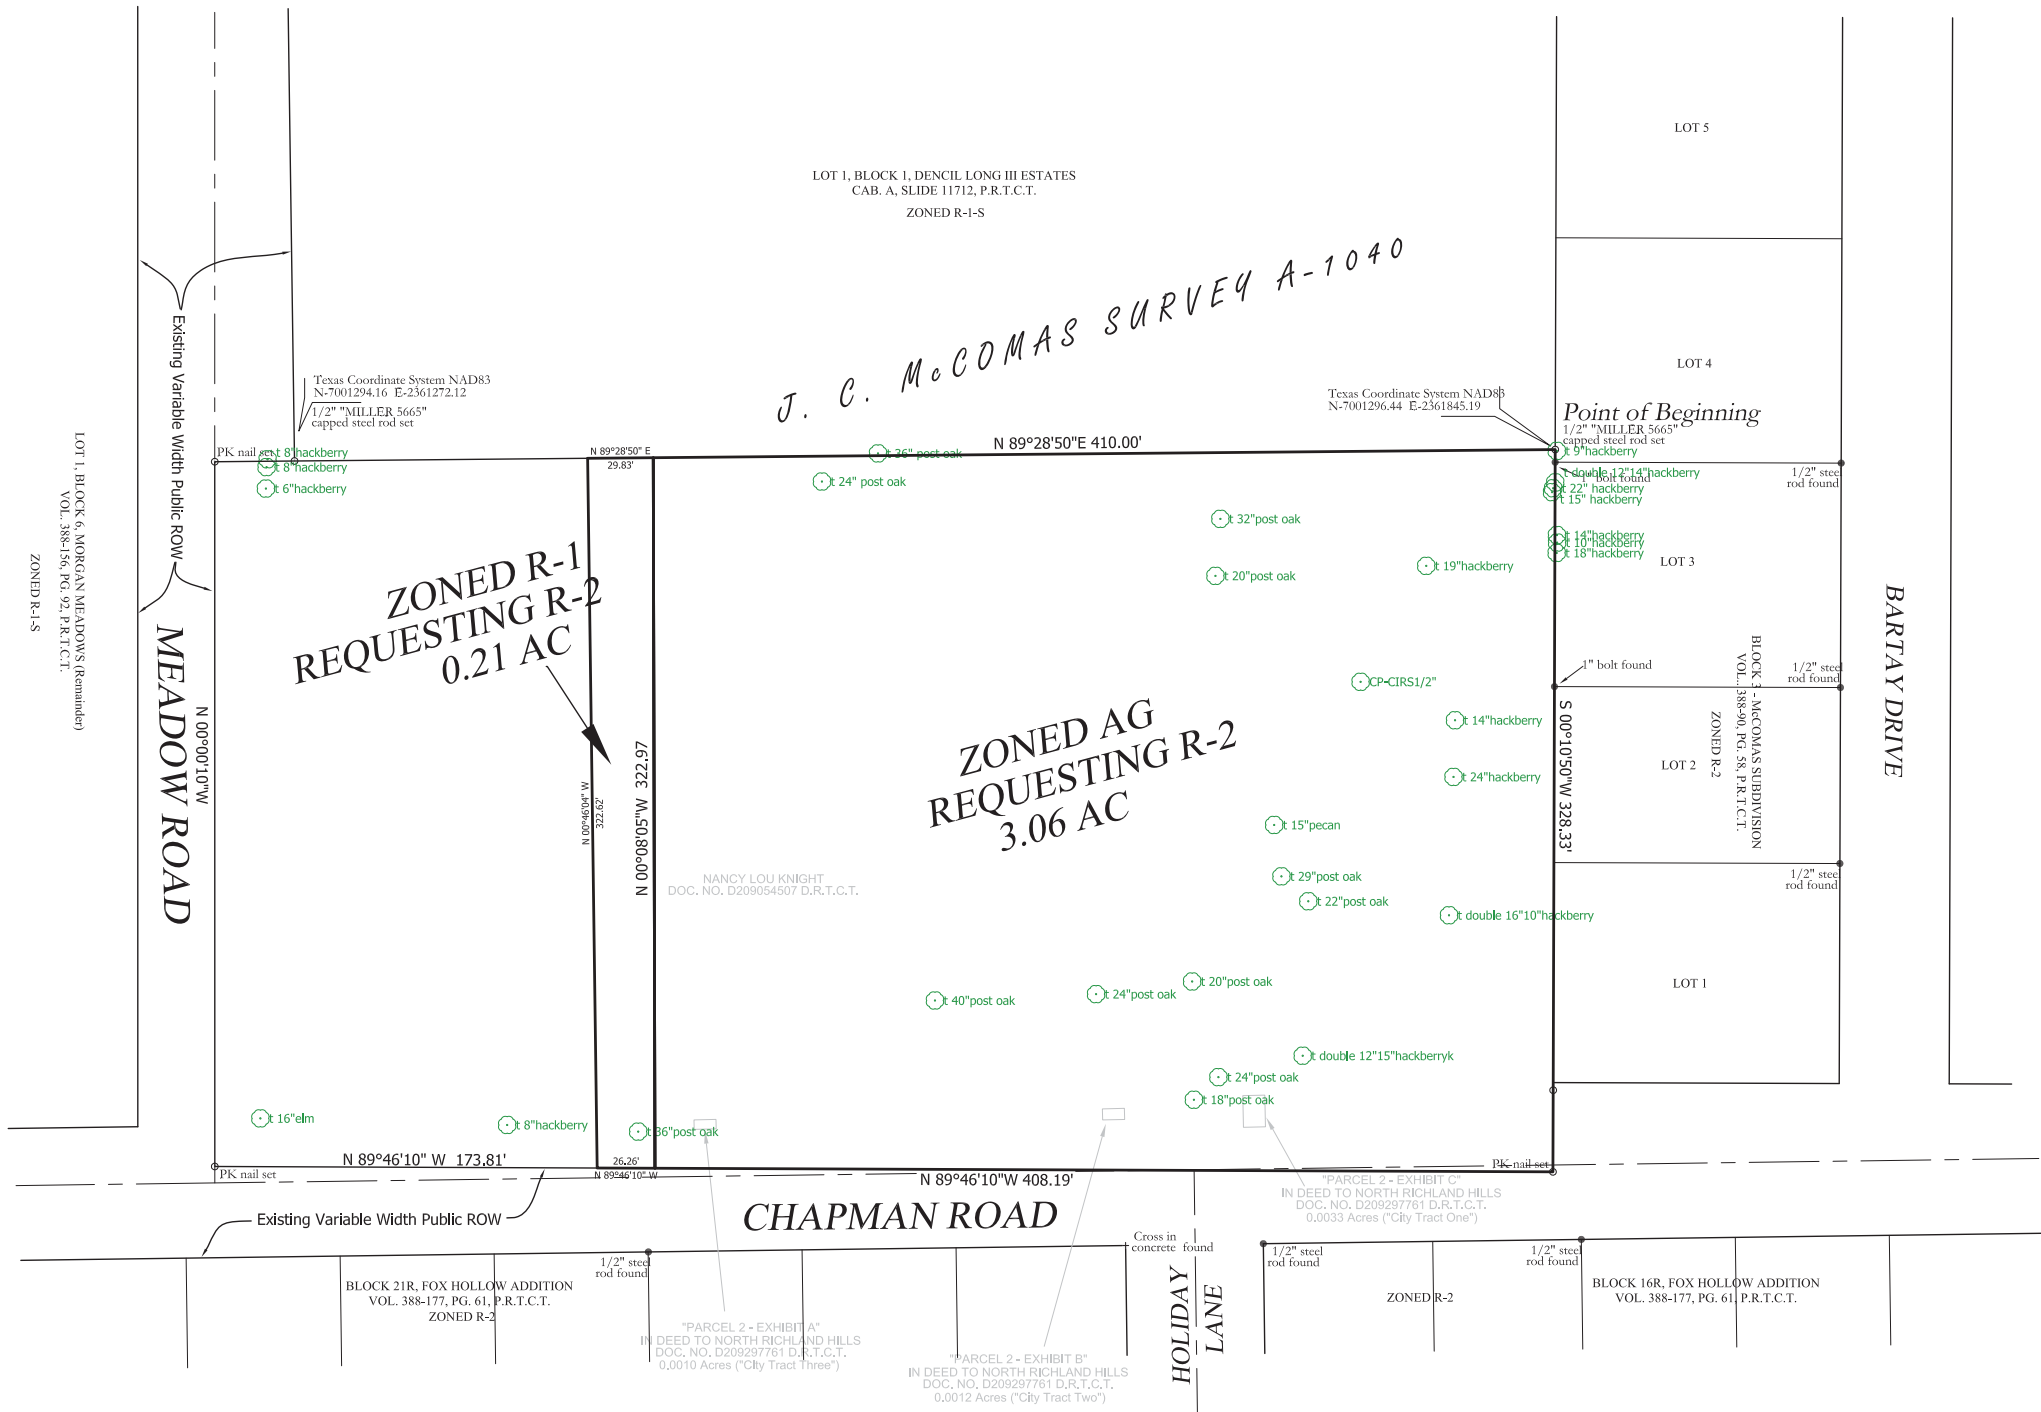 LOT 5
LOT 1, BLOCK 1, DENCIL LONG III ESTATES
CAB. A, SLIDE 11712, P.R.T.C.T.
ZONED R-1-S
J. C. McCOMAS SURVEY A-1040
Existing Variable Width Public ROW
LOT 4
Texas Coordinate System NAD83
N-7001294.16 E-2361272.12
1/2" "MILLER 5665"
capped steel rod set
Texas Coordinate System NAD83
N-7001296.44 E-2361845.19
Point of Beginning
1/2" "MILLER 5665"
capped steel rod set
PK nail set
t 8"hackberry
t 8"hackberry
t 6"hackberry
N 89°28'50" E
29.83'
N 89°28'50"E 410.00'
t 36" post oak
t 24" post oak
t 9"hackberry
t double 12"14"hackberry
1" bolt found
t 22" hackberry
t 15" hackberry
1/2" steel
rod found
t 32"post oak
t 14"hackberry
t 10"hackberry
t 18"hackberry
LOT 3
t 20"post oak
t 19"hackberry
LOT 1, BLOCK 6, MORGAN MEADOWS (Remainder)
VOL. 388-156, PG. 92, P.R.T.C.T.
ZONED R-1-S
MEADOW ROAD
N 00°00'10"W
ZONED R-1
REQUESTING R-2
0.21 AC
N 00°46'04" W
322.62'
N 00°08'05"W 322.97
ZONED AG
REQUESTING R-2
3.06 AC
CP-CIRS1/2"
t 14"hackberry
t 24"hackberry
1" bolt found
1/2" steel
rod found
S 00°10'50"W 328.33'
LOT 2
ZONED R-2
BLOCK 3 - McCOMAS SUBDIVISION
VOL. 388-90, PG. 58, P.R.T.C.T.
BARTAY DRIVE
t 15"pecan
NANCY LOU KNIGHT
DOC. NO. D209054507 D.R.T.C.T.
t 29"post oak
t 22"post oak
t double 16"10"hackberry
1/2" steel
rod found
LOT 1
t 20"post oak
t 24"post oak
t 40"post oak
t double 12"15"hackberryk
t 24"post oak
t 18"post oak
t 16"elm
t 8"hackberry
t 36"post oak
N 89°46'10" W 173.81'
26.26'
N 89°46'10" W
PK nail set
N 89°46'10"W 408.19'
PK nail set
"PARCEL 2 - EXHIBIT C"
IN DEED TO NORTH RICHLAND HILLS
DOC. NO. D209297761 D.R.T.C.T.
0.0033 Acres ("City Tract One")
Existing Variable Width Public ROW
CHAPMAN ROAD
Cross in
concrete found
HOLIDAY
LANE
1/2" steel
rod found
1/2" steel
rod found
1/2" steel
rod found
BLOCK 21R, FOX HOLLOW ADDITION
VOL. 388-177, PG. 61, P.R.T.C.T.
ZONED R-2
ZONED R-2
BLOCK 16R, FOX HOLLOW ADDITION
VOL. 388-177, PG. 61, P.R.T.C.T.
"PARCEL 2 - EXHIBIT A"
IN DEED TO NORTH RICHLAND HILLS
DOC. NO. D209297761 D.R.T.C.T.
0.0010 Acres ("City Tract Three")
"PARCEL 2 - EXHIBIT B"
IN DEED TO NORTH RICHLAND HILLS
DOC. NO. D209297761 D.R.T.C.T.
0.0012 Acres ("City Tract Two")